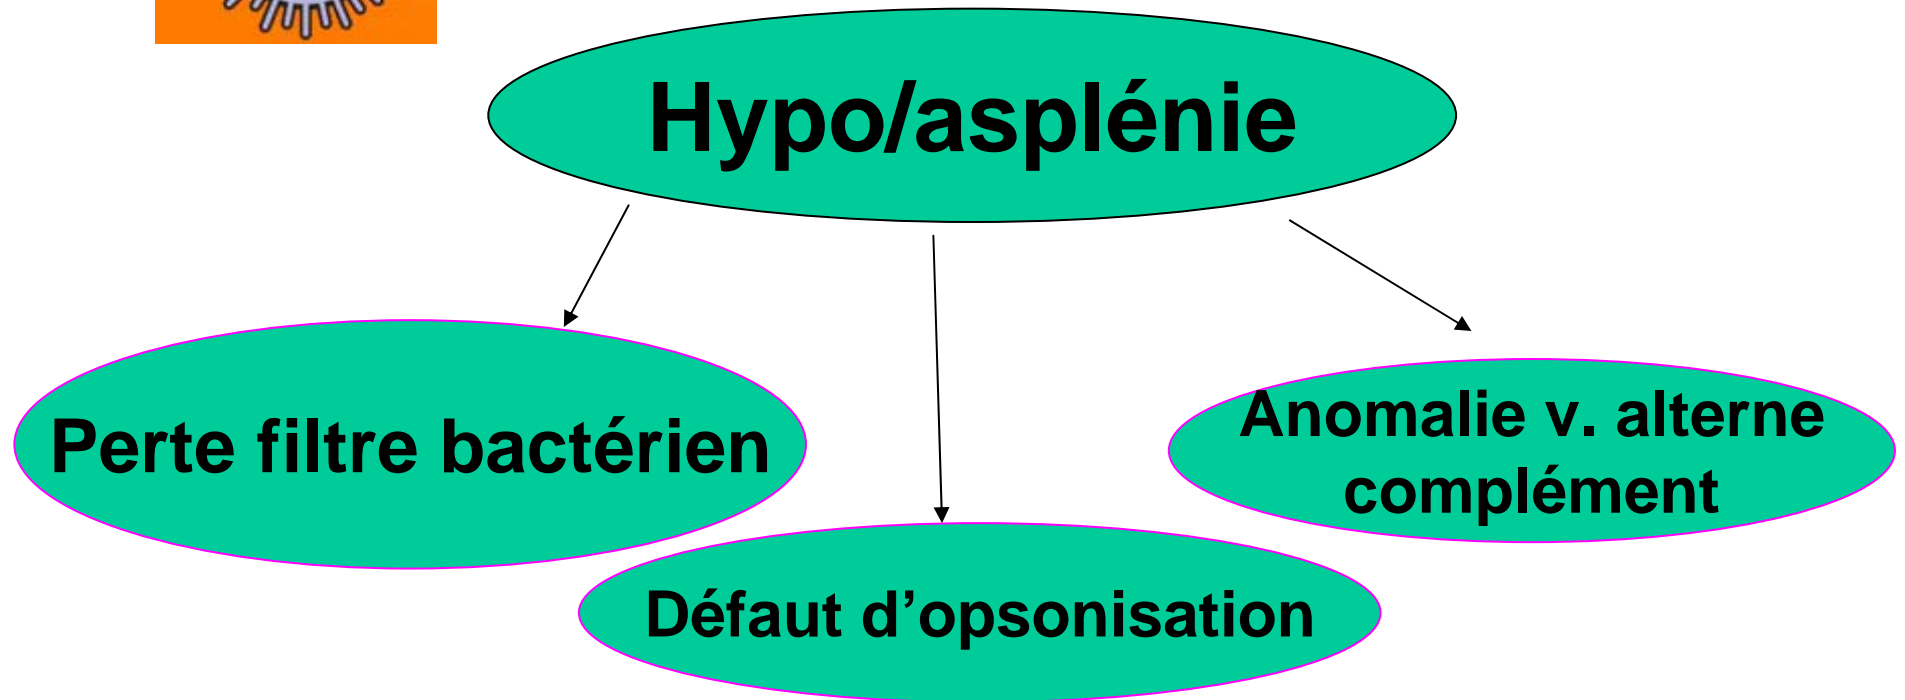 Hypo/asplénie
Perte filtre bactérien
Anomalie v. alterne
complément
Défaut d’opsonisation